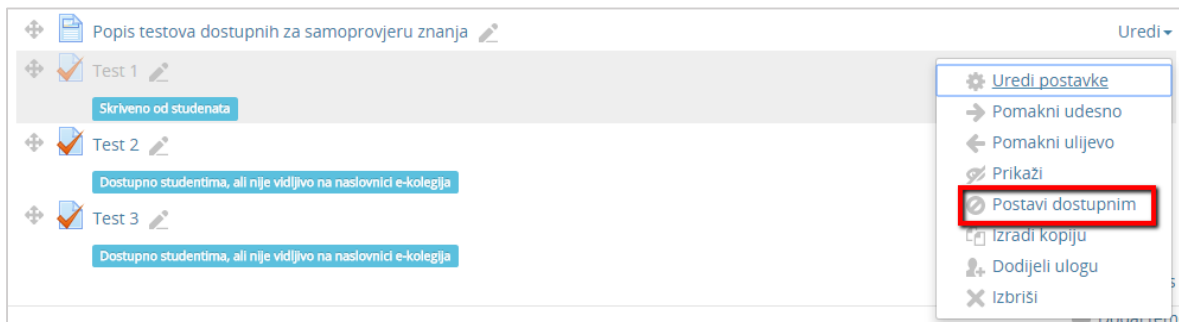 Popis testova dostupnih za samoprovjeru znanja
Uredi
Test 1
Skriveno od studenata
Test 2
Dostupno studentima, ali nije vidljivo na naslovnici e-kolegija
Test 3
Dostupno studentima, ali nije vidljivo na naslovnici e-kolegija
Uredi postavke
Pomakni udesno
Pomakni ulijevo
Prikaži
Postavi dostupnim
Izradi kopiju
Dodijeli ulogu
Izbriši